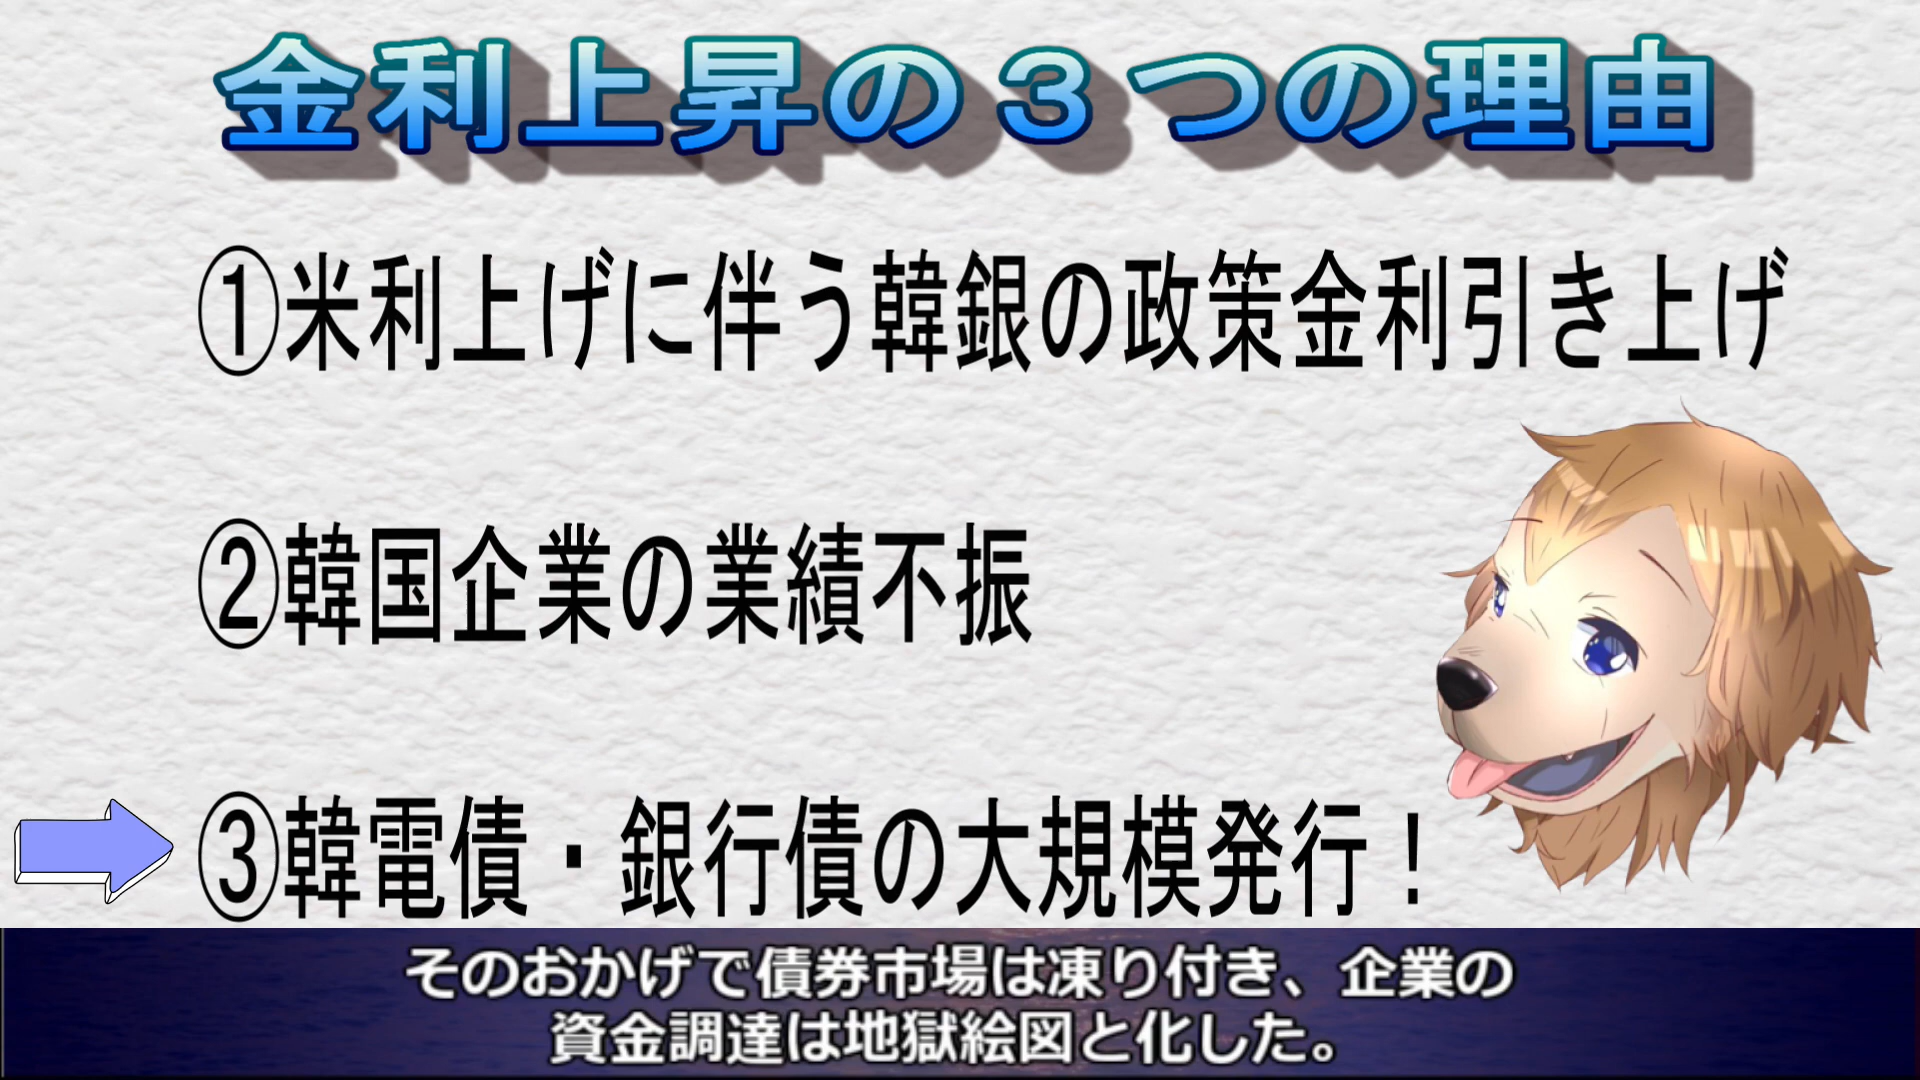 金利上昇の３つの理由
①米利上げに伴う韓銀の政策金利引き上げ
②韓国企業の業績不振
③韓電債・銀行債の大規模発行！
そのおかげで債券市場は凍り付き、企業の
資金調達は地獄絵図と化した。